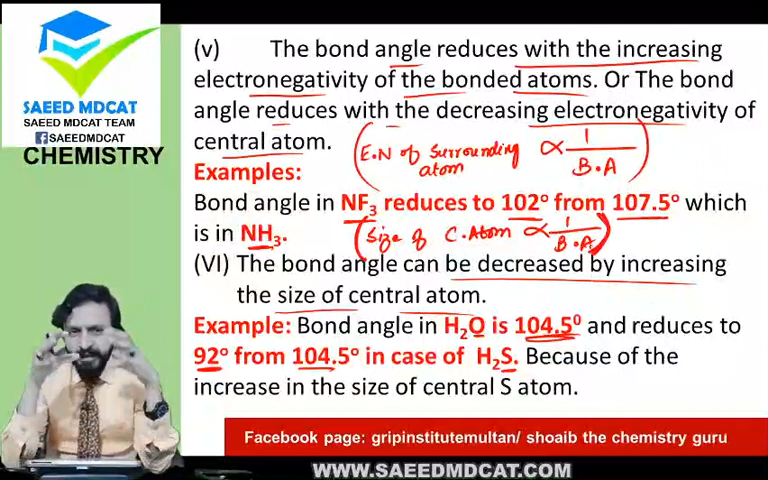 (v) The bond angle reduces with the increasing
electronegativity of the bonded atoms. Or The bond
angle reduces with the decreasing electronegativity of
central atom.
(E.N of Surrounding atom ∝ 1/B.A)
Examples:
Bond angle in NF₃ reduces to 102° from 107.5° which
is in NH₃.
(Size of C.Atom ∝ 1/B.A)
(VI) The bond angle can be decreased by increasing
the size of central atom.
Example: Bond angle in H₂O is 104.5⁰ and reduces to
92° from 104.5° in case of H₂S. Because of the
increase in the size of central S atom.
SAEED MDCAT
SAEED MDCAT TEAM
SAEEDMDCAT
CHEMISTRY
Facebook page: gripinstitutemultan/ shoaib the chemistry guru
WWW.SAEEDMDCAT.COM